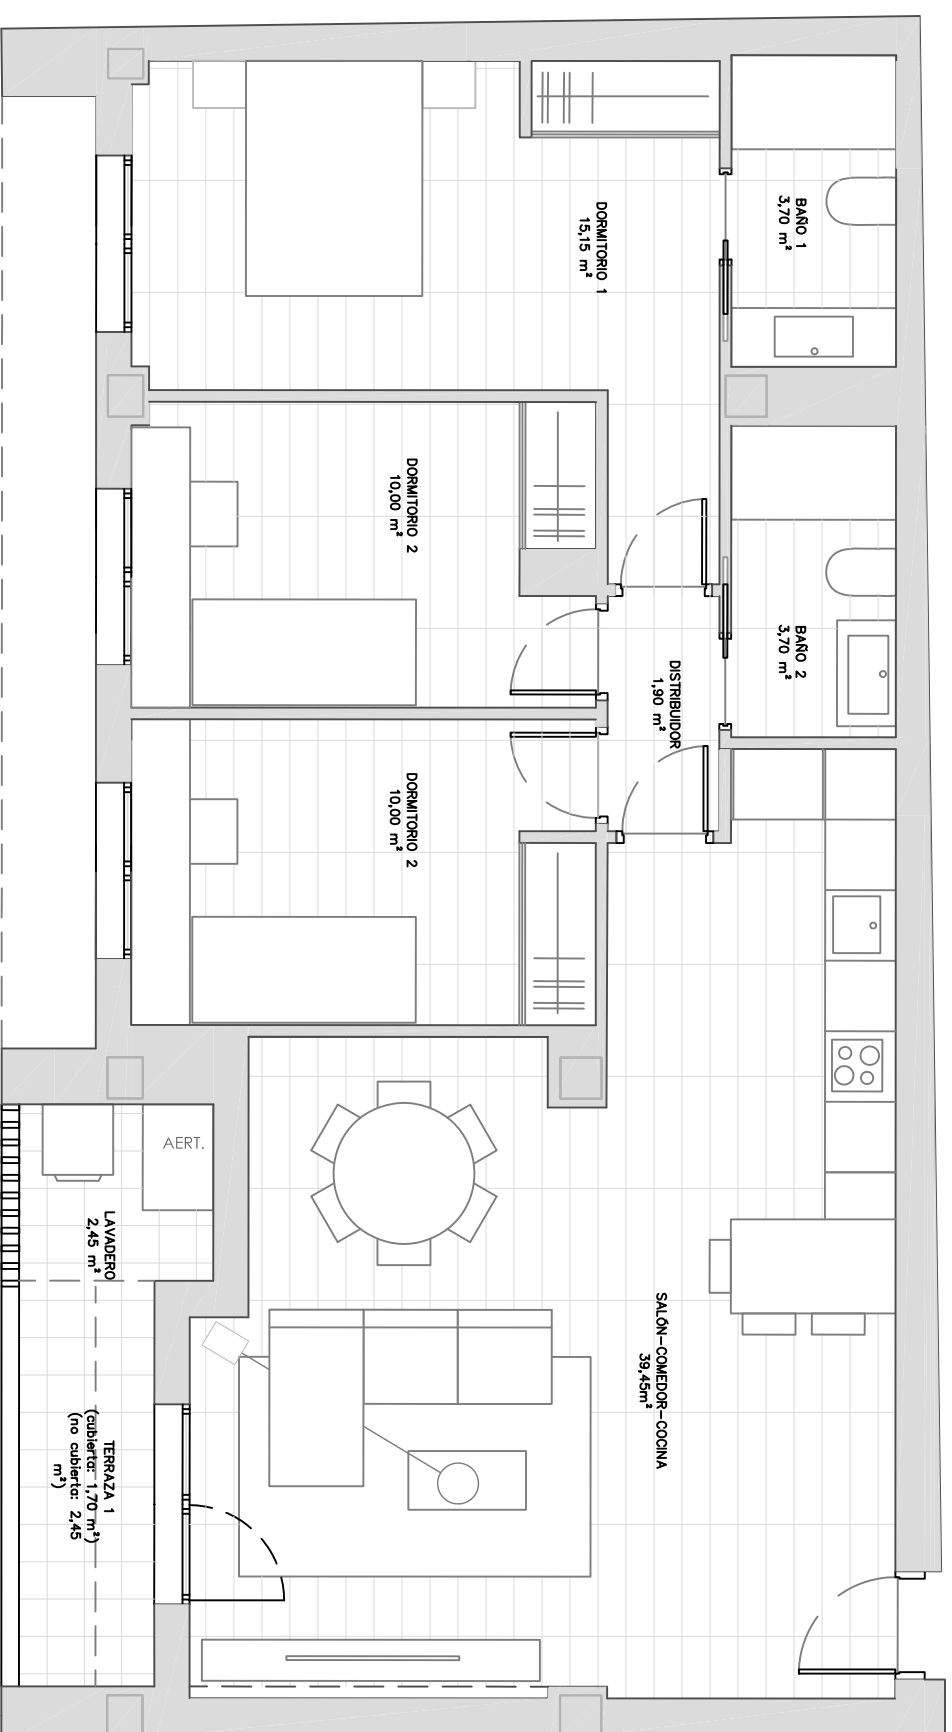 BAÑO 1
3,70 m²
DORMITORIO 1
15,15 m²
DORMITORIO 2
10,00 m²
BAÑO 2
3,70 m²
DISTRIBUIDOR
1,90 m²
DORMITORIO 2
10,00 m²
AERT.
LAVADERO
2,45 m²
SALÓN-COMEDOR-COCINA
39,45m²
TERRAZA 1
(cubierta: 1,70 m²)
(no cubierta: 2,45
m²)